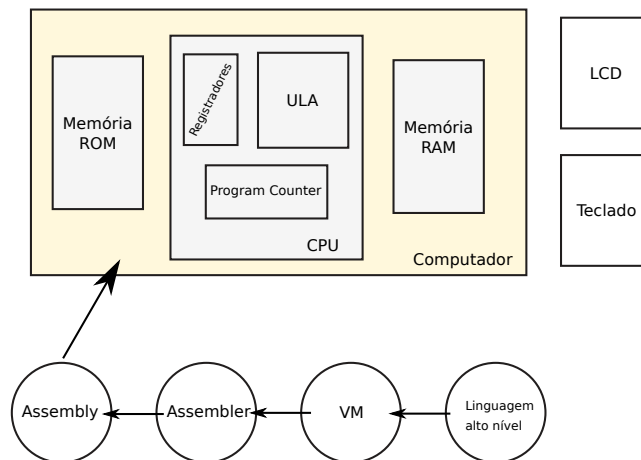 Memória
ROM
Registradores
ULA
Program Counter
CPU
Memória
RAM
Computador
LCD
Teclado
Assembly
Assembler
VM
Linguagem
alto nível